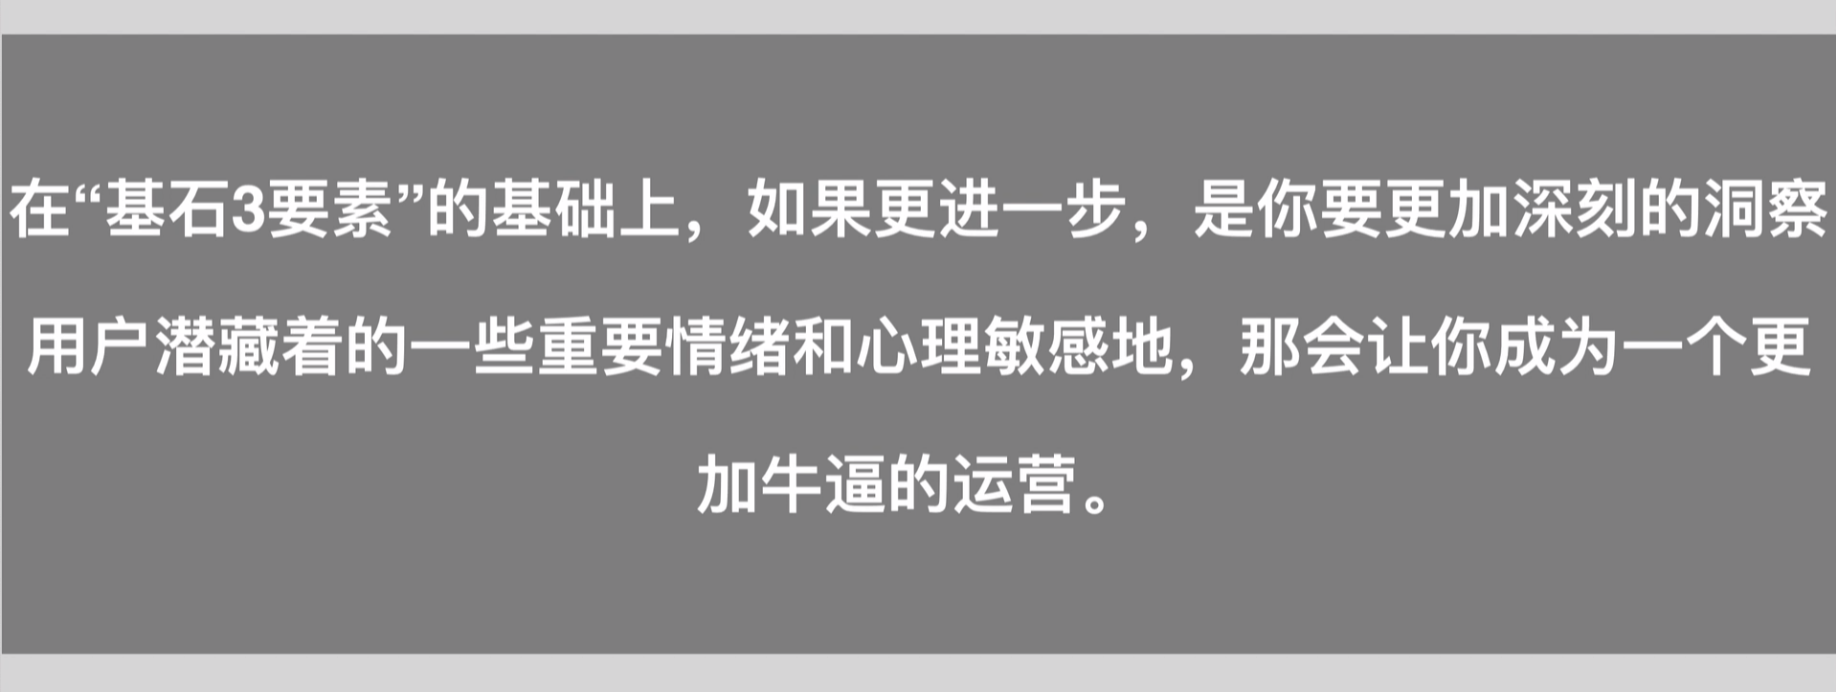 在“基石3要素”的基础上，如果更进一步，是你要更加深刻的洞察
用户潜藏着的一些重要情绪和心理敏感地，那会让你成为一个更
加牛逼的运营。